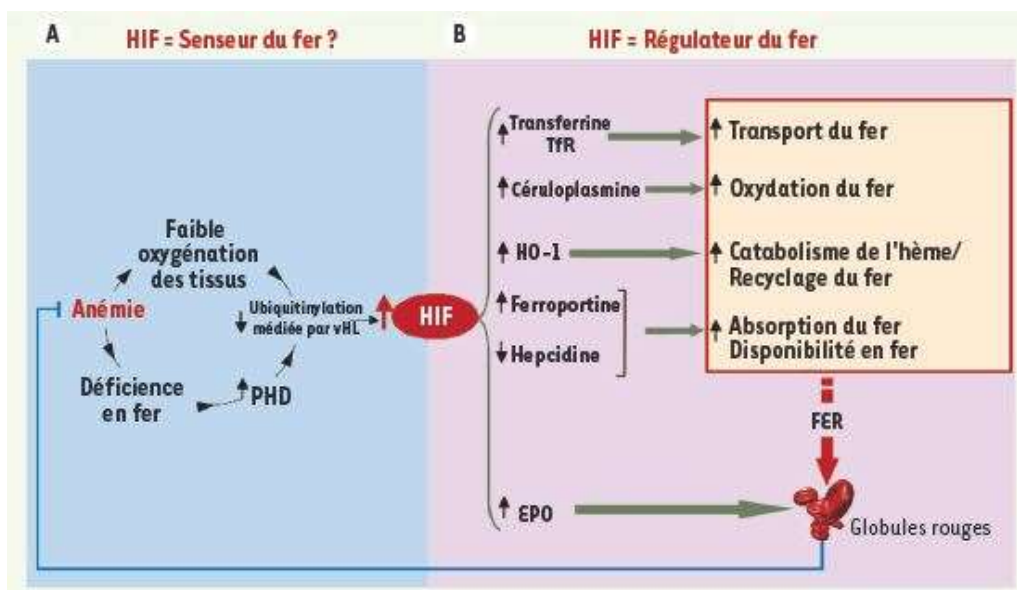 A
HIF = Senseur du fer ?
B
HIF = Régulateur du fer
Faible
oxygénation
des tissus
Anémie
Déficience
en fer
PHD
Ubiquitinylation
médiée par vHL
HIF
Transferrine
TfR
Céruloplasmine
HO-1
Ferroportine
Hepcidine
EPO
Transport du fer
Oxydation du fer
Catabolisme de l'hème/
Recyclage du fer
Absorption du fer
Disponibilité en fer
FER
Globules rouges